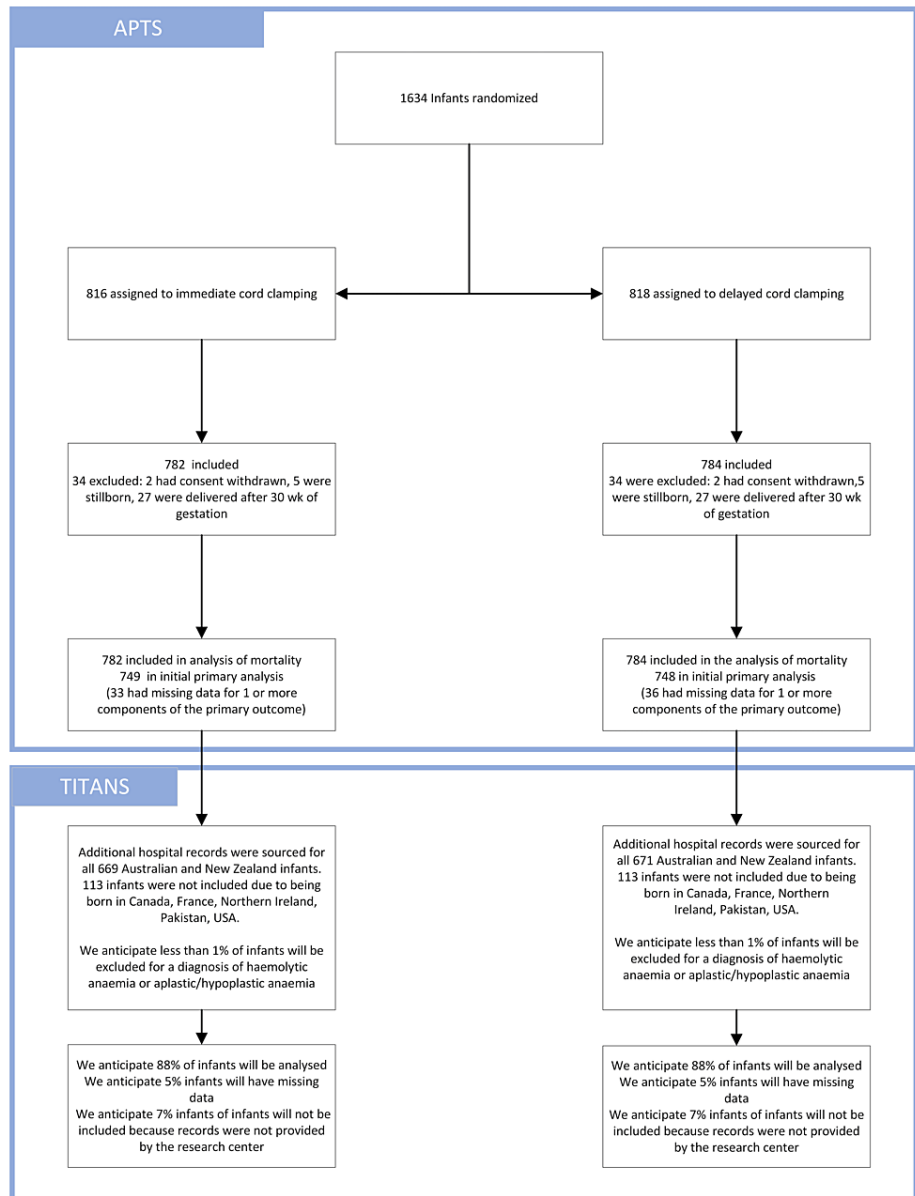 APTS
1634 Infants randomized
816 assigned to immediate cord clamping
818 assigned to delayed cord clamping
782  included
34 excluded: 2 had consent withdrawn, 5 were
stillborn, 27 were delivered after 30 wk of
gestation
784 included
34 were excluded: 2 had consent withdrawn,5
were stillborn, 27 were delivered after 30 wk
of gestation
782 included in analysis of mortality
749  in initial primary analysis
(33 had missing data for 1 or more
components of the primary outcome)
784 included in the analysis of mortality
748 in initial primary analysis
(36 had missing data for 1 or more
components of the primary outcome)
TITANS
Additional hospital records were sourced for
all 669 Australian and New Zealand infants.
113 infants were not included due to being
born in Canada, France, Northern Ireland,
Pakistan, USA.
We anticipate less than 1% of infants will be
excluded for a diagnosis of haemolytic
anaemia or aplastic/hypoplastic anaemia
Additional hospital records were sourced for
all 671 Australian and New Zealand infants.
113 infants were not included due to being
born in Canada, France, Northern
Ireland, Pakistan, USA.
We anticipate less than 1% of infants will be
excluded for a diagnosis of haemolytic
anaemia or aplastic/hypoplastic anaemia
We anticipate 88% of infants will be analysed
We anticipate 5% infants will have missing
data
We anticipate 7% infants of infants will not be
included because records were not provided
by the research center
We anticipate 88% of infants will be analysed
We anticipate 5% infants will have missing
data
We anticipate 7% infants of infants will not be
included because records were not provided
by the research center